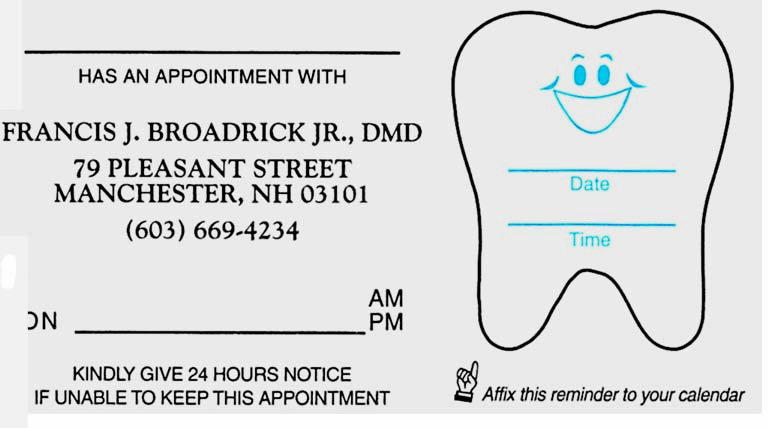 HAS AN APPOINTMENT WITH
FRANCIS J. BROADRICK JR., DMD
79 PLEASANT STREET
MANCHESTER, NH 03101
(603) 669-4234
ON AM
PM
KINDLY GIVE 24 HOURS NOTICE
IF UNABLE TO KEEP THIS APPOINTMENT
Date
Time
Affix this reminder to your calendar